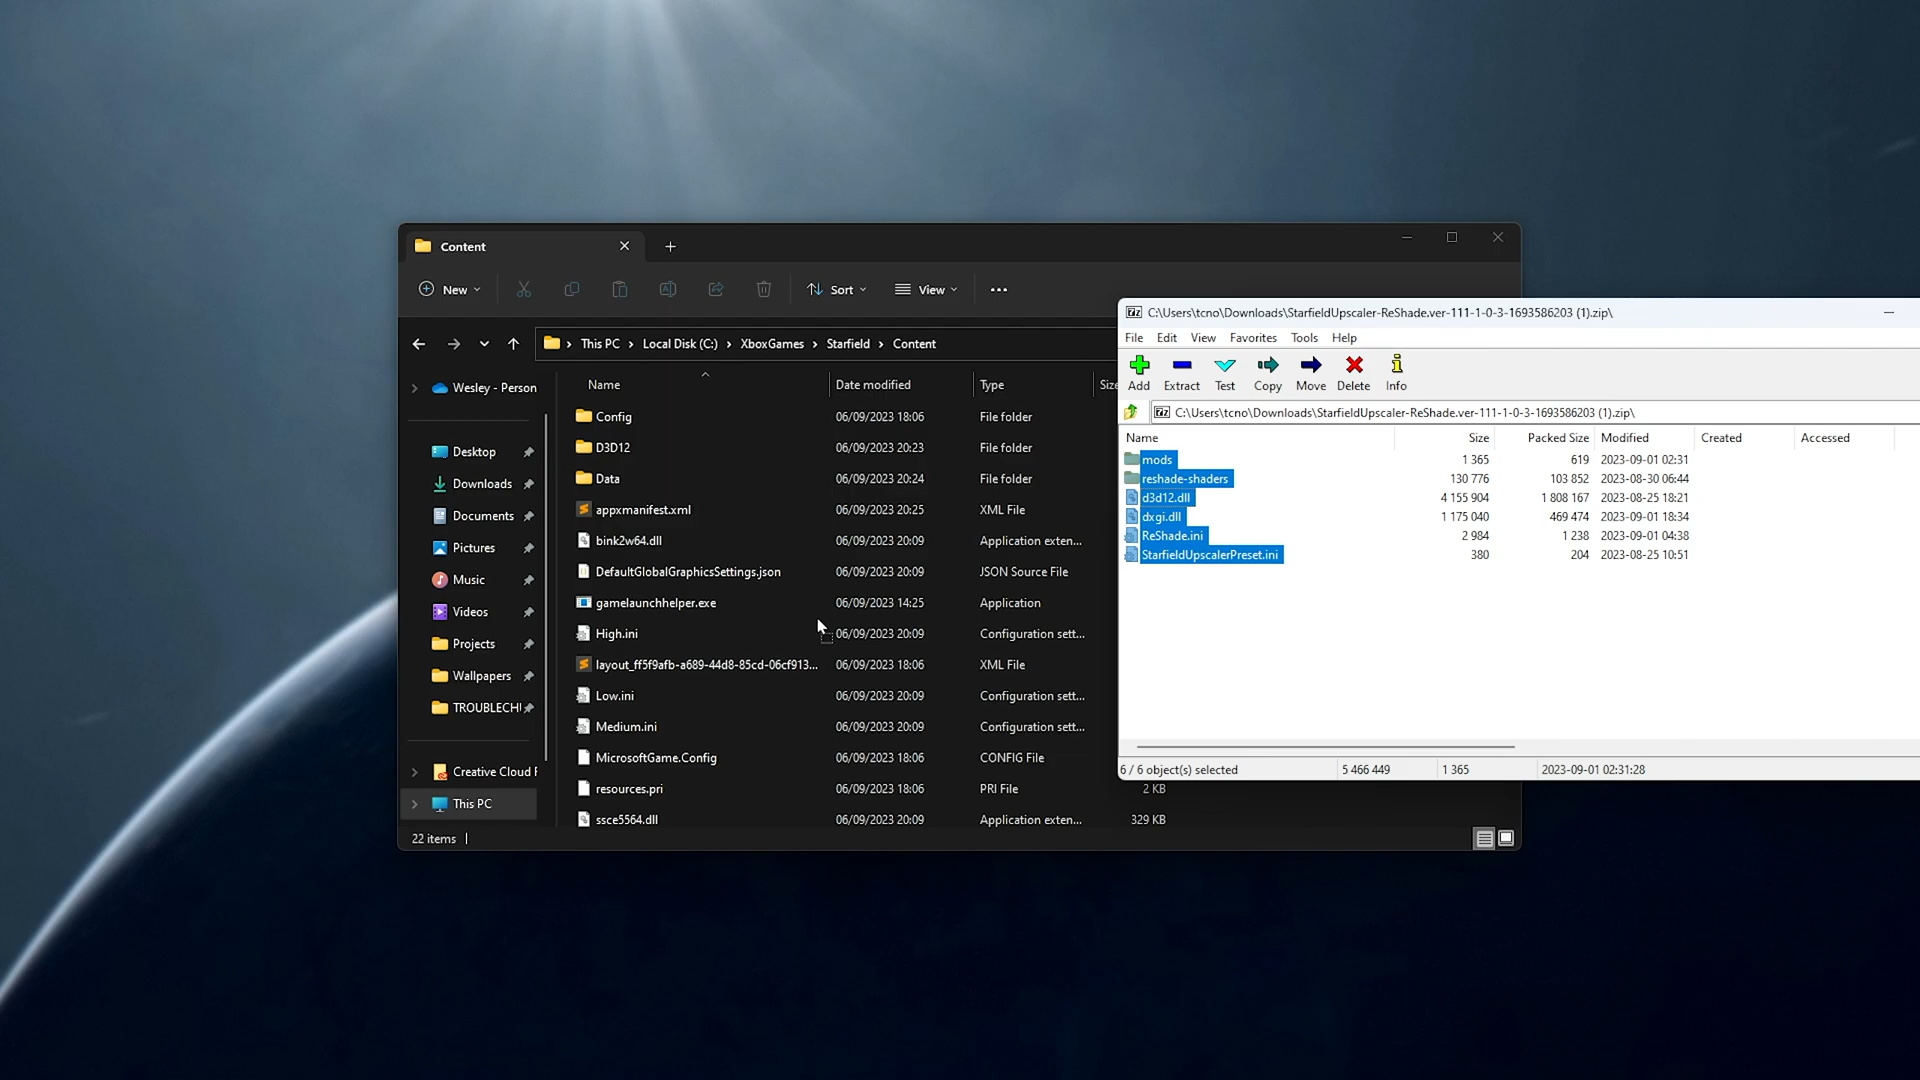 Content
New
Sort
View
This PC > Local Disk (C:) > XboxGames > Starfield > Content
Wesley - Person
Desktop
Downloads
Documents
Pictures
Music
Videos
Projects
Wallpapers
TROUBLECH
Creative Cloud F
This PC
Name Date modified Type Size
Config 06/09/2023 18:06 File folder
D3D12 06/09/2023 20:23 File folder
Data 06/09/2023 20:24 File folder
appxmanifest.xml 06/09/2023 20:25 XML File
bink2w64.dll 06/09/2023 20:09 Application exten...
DefaultGlobalGraphicsSettings.json 06/09/2023 20:09 JSON Source File
gamelaunchhelper.exe 06/09/2023 14:25 Application
High.ini 06/09/2023 20:09 Configuration sett...
layout_ff5f9afb-a689-44d8-85cd-06cf913... 06/09/2023 18:06 XML File
Low.ini 06/09/2023 20:09 Configuration sett...
Medium.ini 06/09/2023 20:09 Configuration sett...
MicrosoftGame.Config 06/09/2023 18:06 CONFIG File
resources.pri 06/09/2023 18:06 PRI File 2 KB
ssce5564.dll 06/09/2023 20:09 Application exten... 329 KB
22 items
C:\Users\tcno\Downloads\StarfieldUpscaler-ReShade.ver-111-1-0-3-1693586203 (1).zip\
File Edit View Favorites Tools Help
Add Extract Test Copy Move Delete Info
C:\Users\tcno\Downloads\StarfieldUpscaler-ReShade.ver-111-1-0-3-1693586203 (1).zip\
Name Size Packed Size Modified Created Accessed
mods 1 365 619 2023-09-01 02:31
reshade-shaders 130 776 103 852 2023-08-30 06:44
d3d12.dll 4 155 904 1 808 167 2023-08-25 18:21
dxgi.dll 1 175 040 469 474 2023-09-01 18:34
ReShade.ini 2 984 1 238 2023-09-01 04:38
StarfieldUpscalerPreset.ini 380 204 2023-08-25 10:51
6 / 6 object(s) selected 5 466 449 1 365 2023-09-01 02:31:28